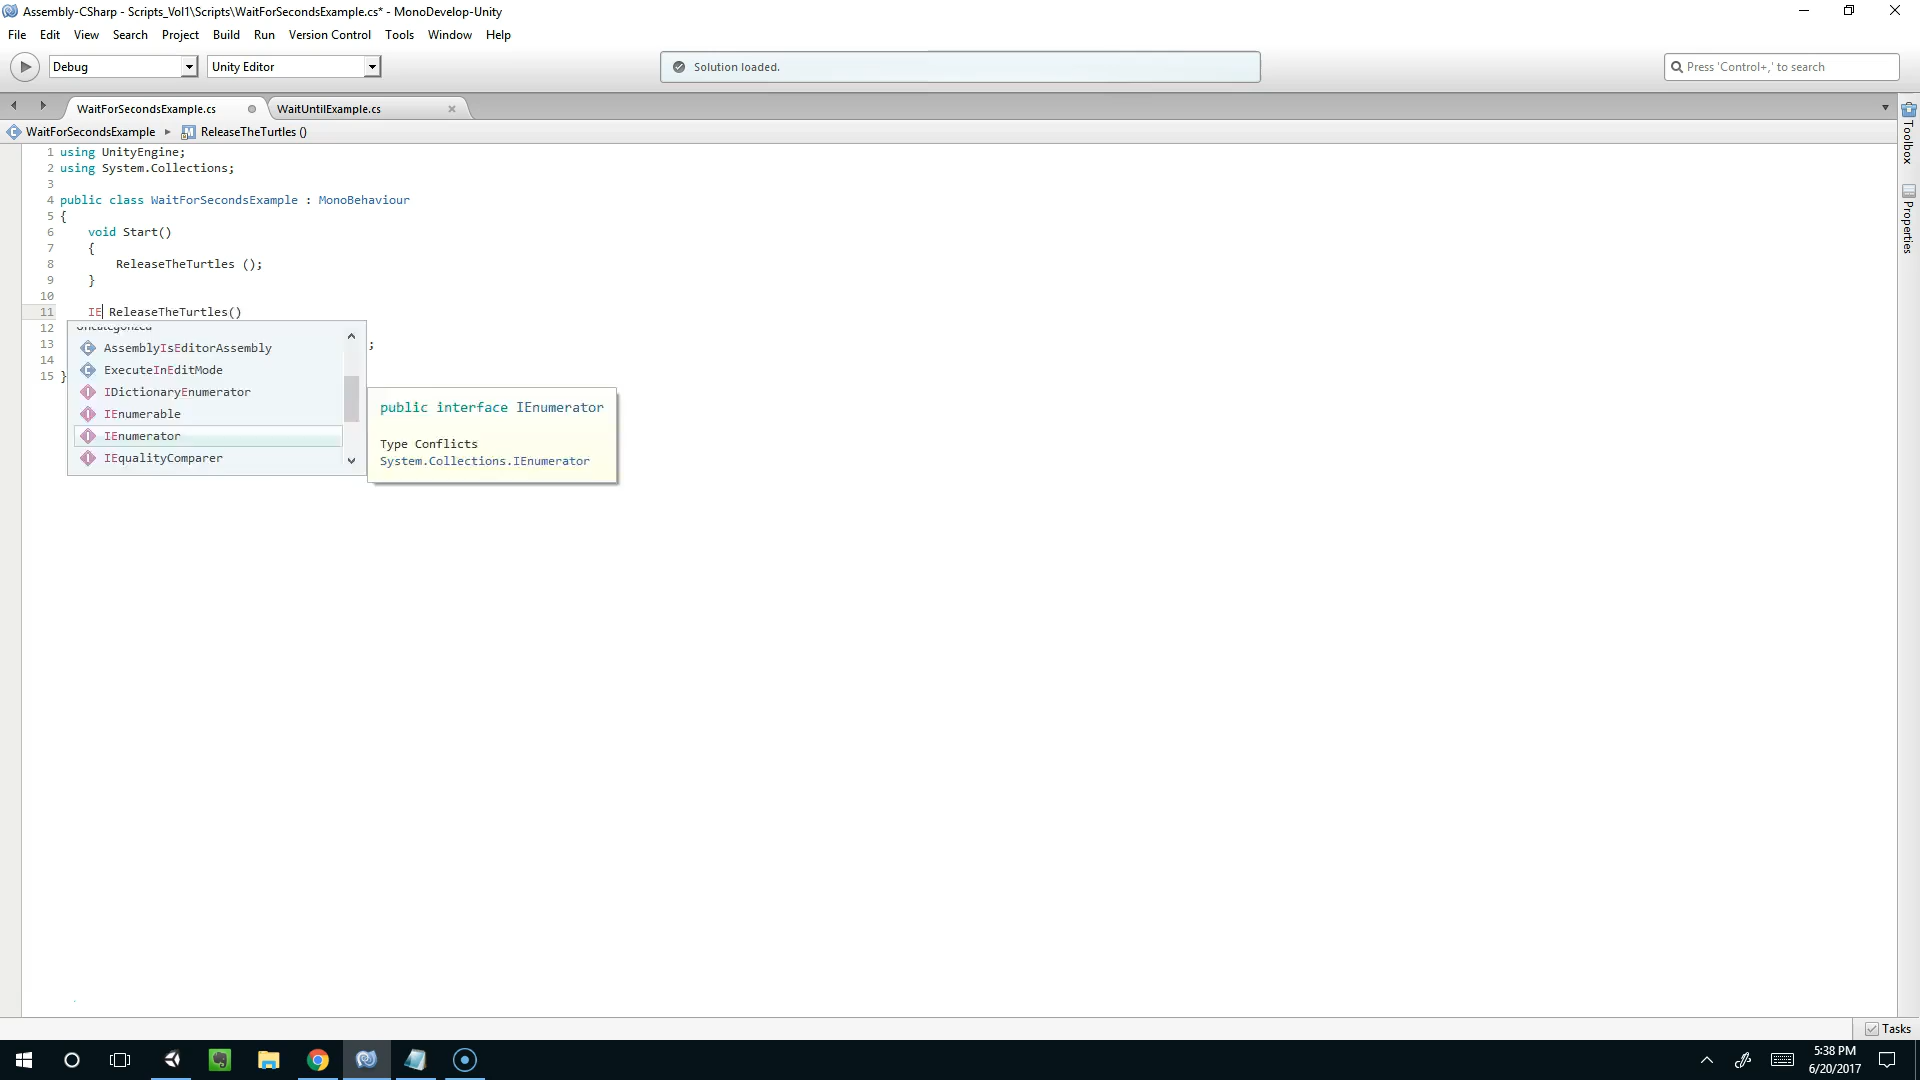 Assembly-CSharp - Scripts_Vol1\Scripts\WaitForSecondsExample.cs* - MonoDevelop-Unity
File Edit View Search Project Build Run Version Control Tools Window Help
Debug Unity Editor Solution loaded. Press 'Control+,' to search
WaitForSecondsExample.cs WaitUntilExample.cs
WaitForSecondsExample ReleaseTheTurtles ()
1 using UnityEngine;
2 using System.Collections;
3
4 public class WaitForSecondsExample : MonoBehaviour
5 {
6 void Start()
7 {
8 ReleaseTheTurtles ();
9 }
10
11 IE ReleaseTheTurtles()
12
13 ;
14
15 }
Uncategorized
AssemblyIsEditorAssembly
ExecuteInEditMode
IDictionaryEnumerator
IEnumerable
IEnumerator
IEqualityComparer
public interface IEnumerator
Type Conflicts
System.Collections.IEnumerator
Toolbox
Properties
Tasks
5:38 PM
6/20/2017